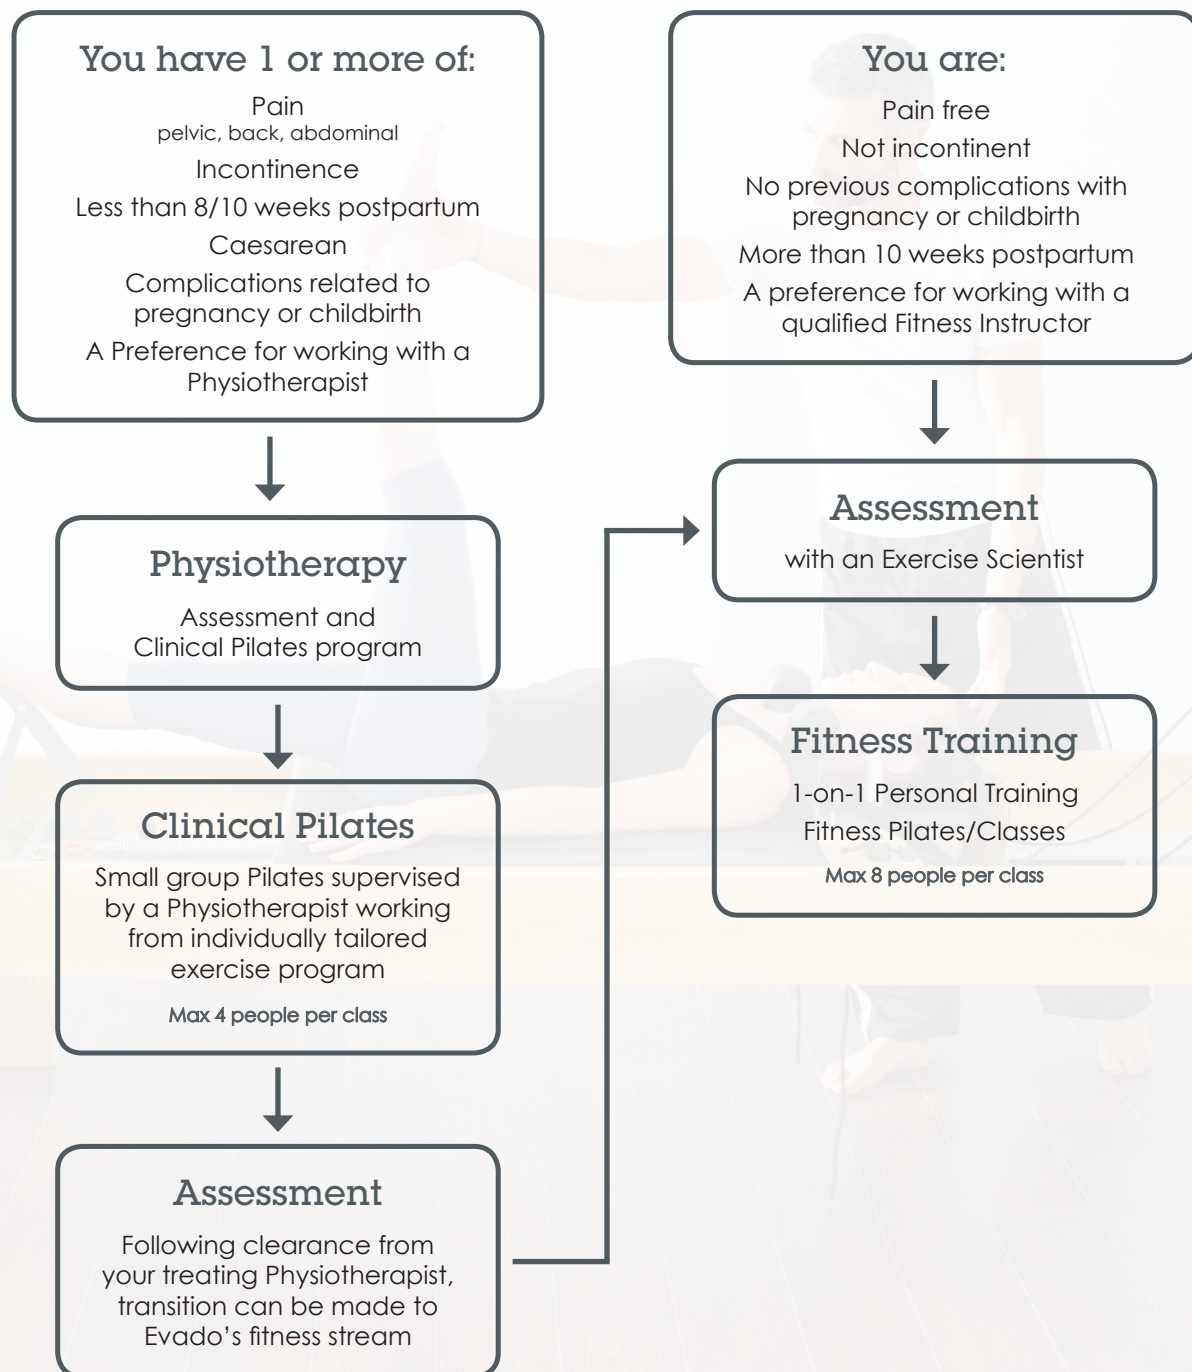 You have 1 or more of:
Pain
pelvic, back, abdominal
Incontinence
Less than 8/10 weeks postpartum
Caesarean
Complications related to
pregnancy or childbirth
A Preference for working with a
Physiotherapist
Physiotherapy
Assessment and
Clinical Pilates program
Clinical Pilates
Small group Pilates supervised
by a Physiotherapist working
from individually tailored
exercise program
Max 4 people per class
Assessment
Following clearance from
your treating Physiotherapist,
transition can be made to
Evado’s fitness stream
You are:
Pain free
Not incontinent
No previous complications with
pregnancy or childbirth
More than 10 weeks postpartum
A preference for working with a
qualified Fitness Instructor
Assessment
with an Exercise Scientist
Fitness Training
1-on-1 Personal Training
Fitness Pilates/Classes
Max 8 people per class